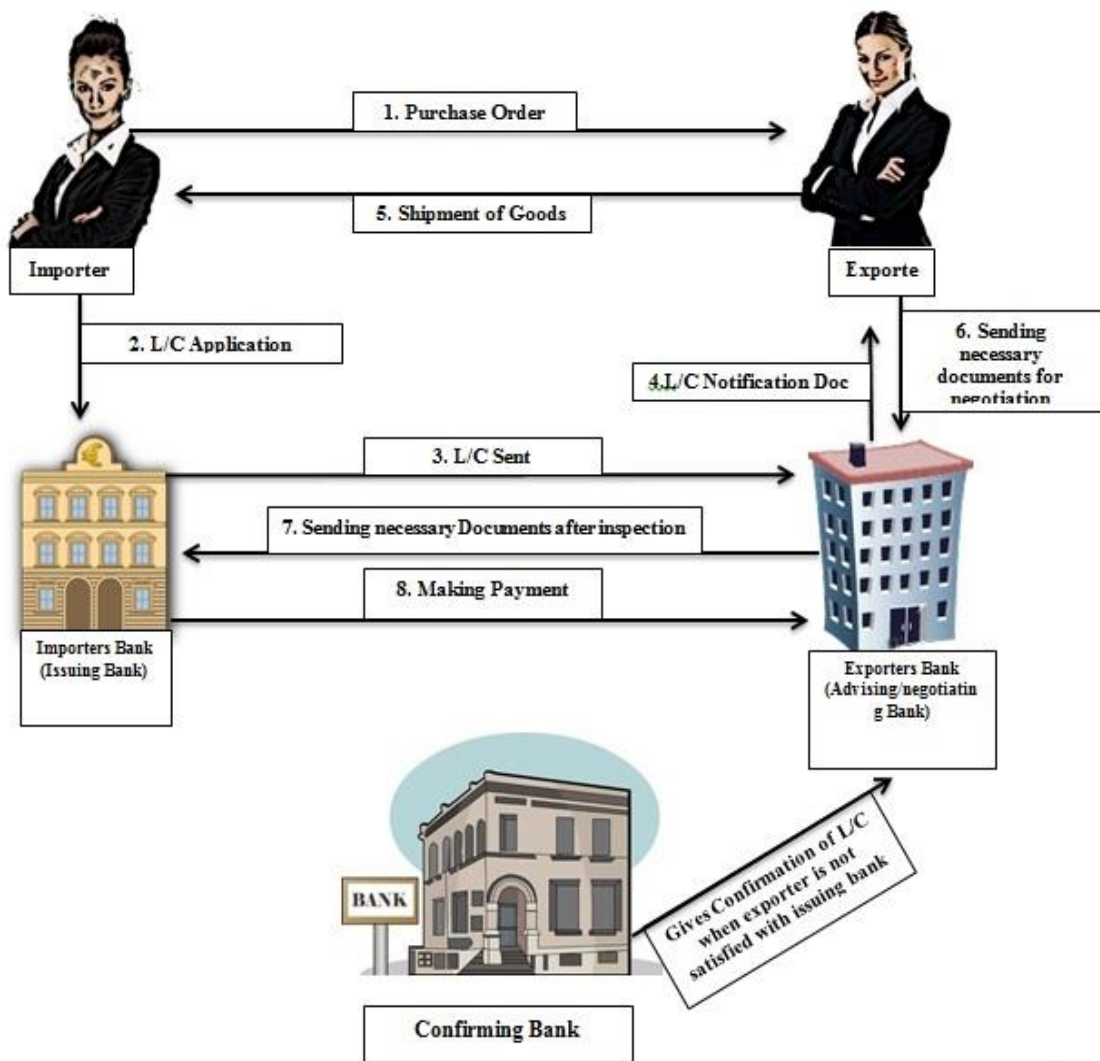 1. Purchase Order
5. Shipment of Goods
Importer
Exporte
2. L/C Application
4.L/C Notification Doc
6. Sending
necessary
documents for
negotiation
3. L/C Sent
7. Sending necessary Documents after inspection
8. Making Payment
Importers Bank
(Issuing Bank)
Exporters Bank
(Advising/negotiatin
g Bank)
BANK
Gives Confirmation of L/C
when exporter is not
satisfied with issuing bank
Confirming Bank